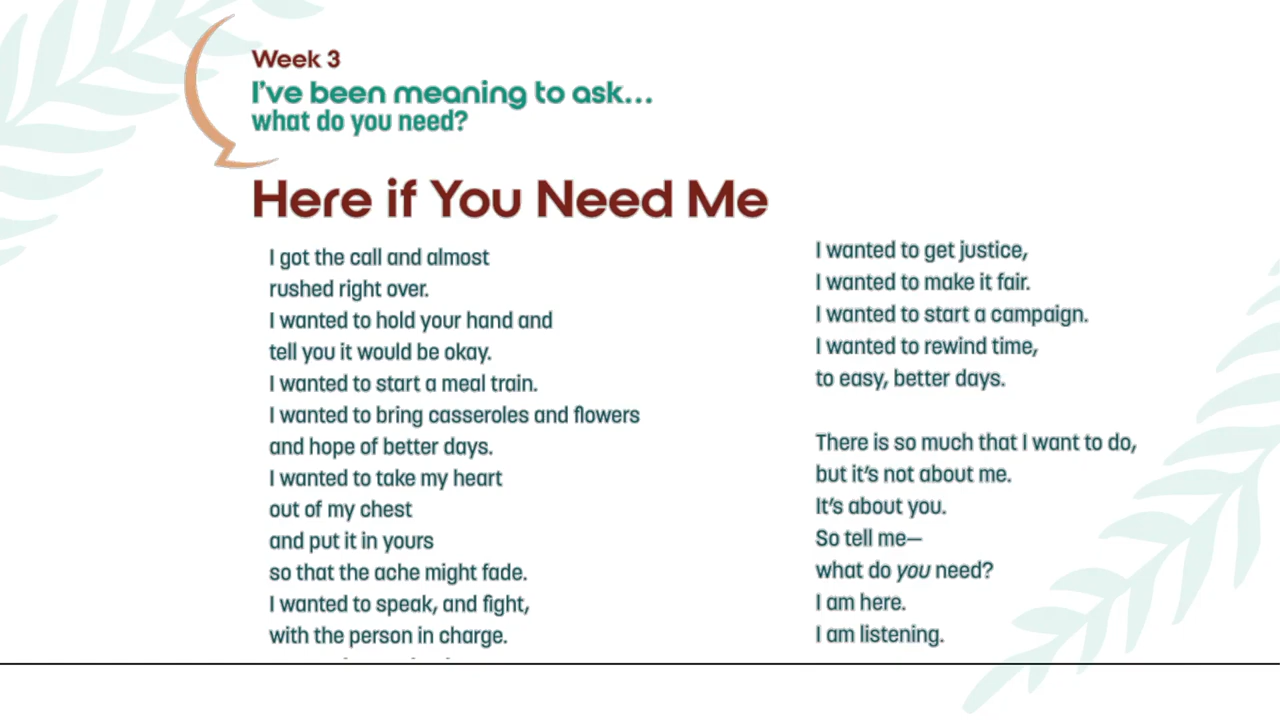 Week 3
I've been meaning to ask...
what do you need?
Here if You Need Me
I got the call and almost
rushed right over.
I wanted to hold your hand and
tell you it would be okay.
I wanted to start a meal train.
I wanted to bring casseroles and flowers
and hope of better days.
I wanted to take my heart
out of my chest
and put it in yours
so that the ache might fade.
I wanted to speak, and fight,
with the person in charge.
I wanted to get justice,
I wanted to make it fair.
I wanted to start a campaign.
I wanted to rewind time,
to easy, better days.
There is so much that I want to do,
but it's not about me.
It's about you.
So tell me—
what do you need?
I am here.
I am listening.